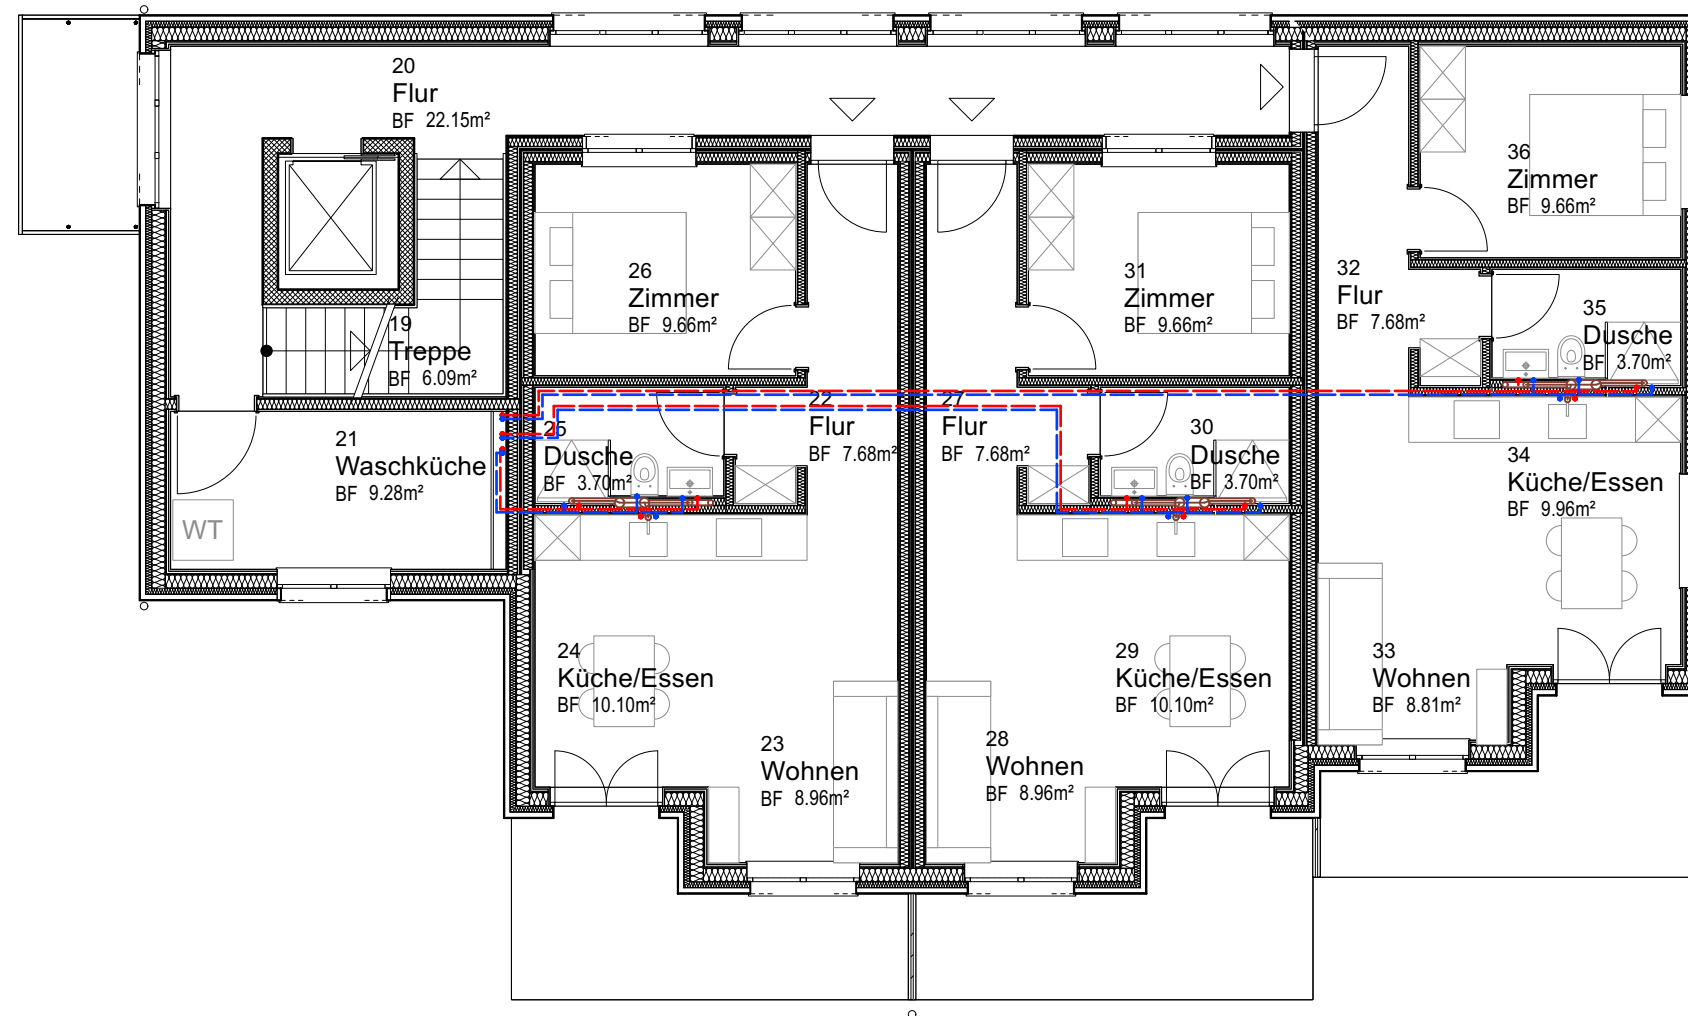 20
Flur
BF 22.15m²
19
Treppe
BF 6.09m²
21
Waschküche
BF 9.28m²
WT
26
Zimmer
BF 9.66m²
25
Dusche
BF 3.70m²
22
Flur
BF 7.68m²
24
Küche/Essen
BF 10.10m²
23
Wohnen
BF 8.96m²
31
Zimmer
BF 9.66m²
27
Flur
BF 7.68m²
30
Dusche
BF 3.70m²
29
Küche/Essen
BF 10.10m²
28
Wohnen
BF 8.96m²
36
Zimmer
BF 9.66m²
32
Flur
BF 7.68m²
35
Dusche
BF 3.70m²
34
Küche/Essen
BF 9.96m²
33
Wohnen
BF 8.81m²